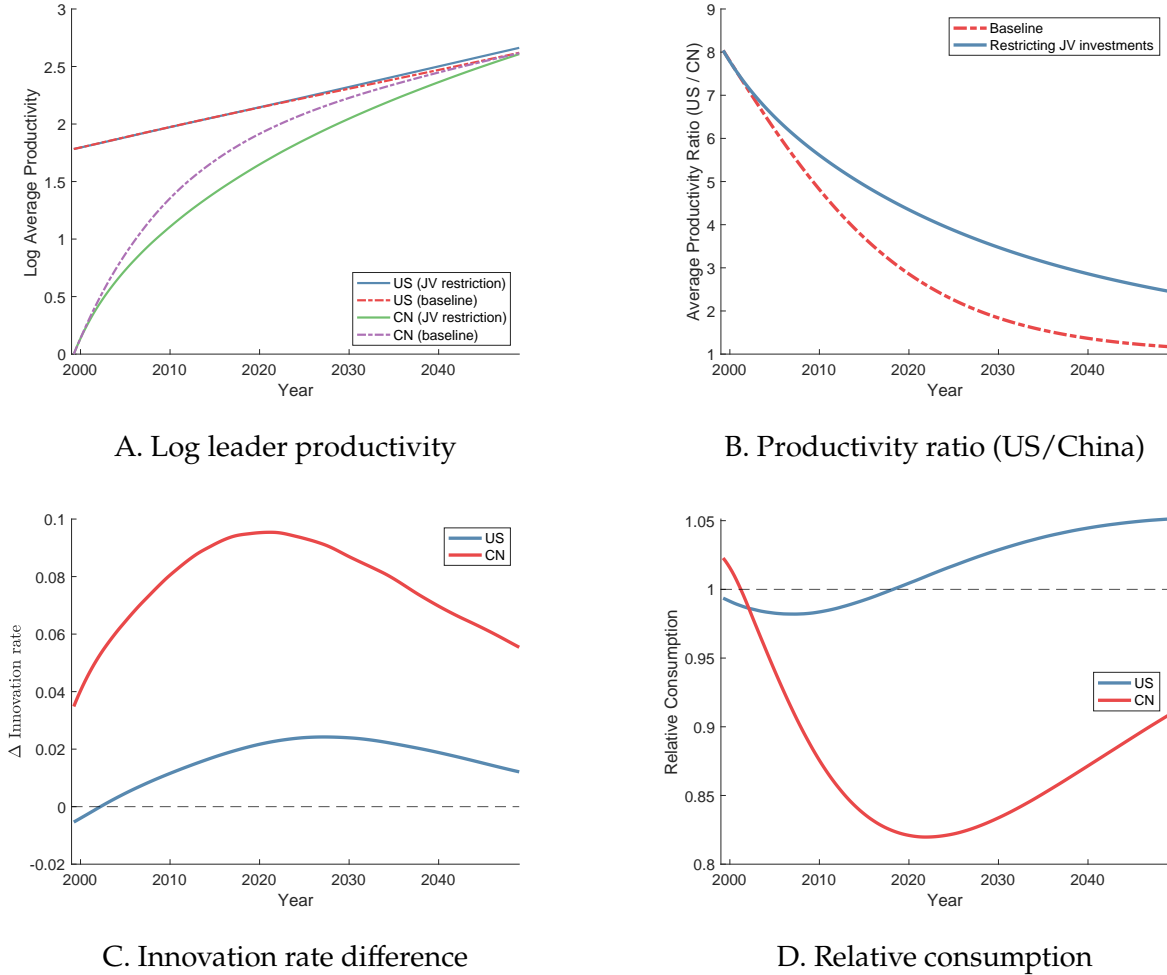 3
2.5
2
1.5
1
0.5
0
Log Average Productivity
US (JV restriction)
US (baseline)
CN (JV restriction)
CN (baseline)
2000 2010 2020 2030 2040
Year
A. Log leader productivity
9
8
7
6
5
4
3
2
1
Average Productivity Ratio (US / CN)
Baseline
Restricting JV investments
2000 2010 2020 2030 2040
Year
B. Productivity ratio (US/China)
0.1
0.08
0.06
0.04
0.02
0
-0.02
Δ Innovation rate
US
CN
2000 2010 2020 2030 2040
Year
C. Innovation rate difference
1.05
1
0.95
0.9
0.85
0.8
Relative Consumption
US
CN
2000 2010 2020 2030 2040
Year
D. Relative consumption